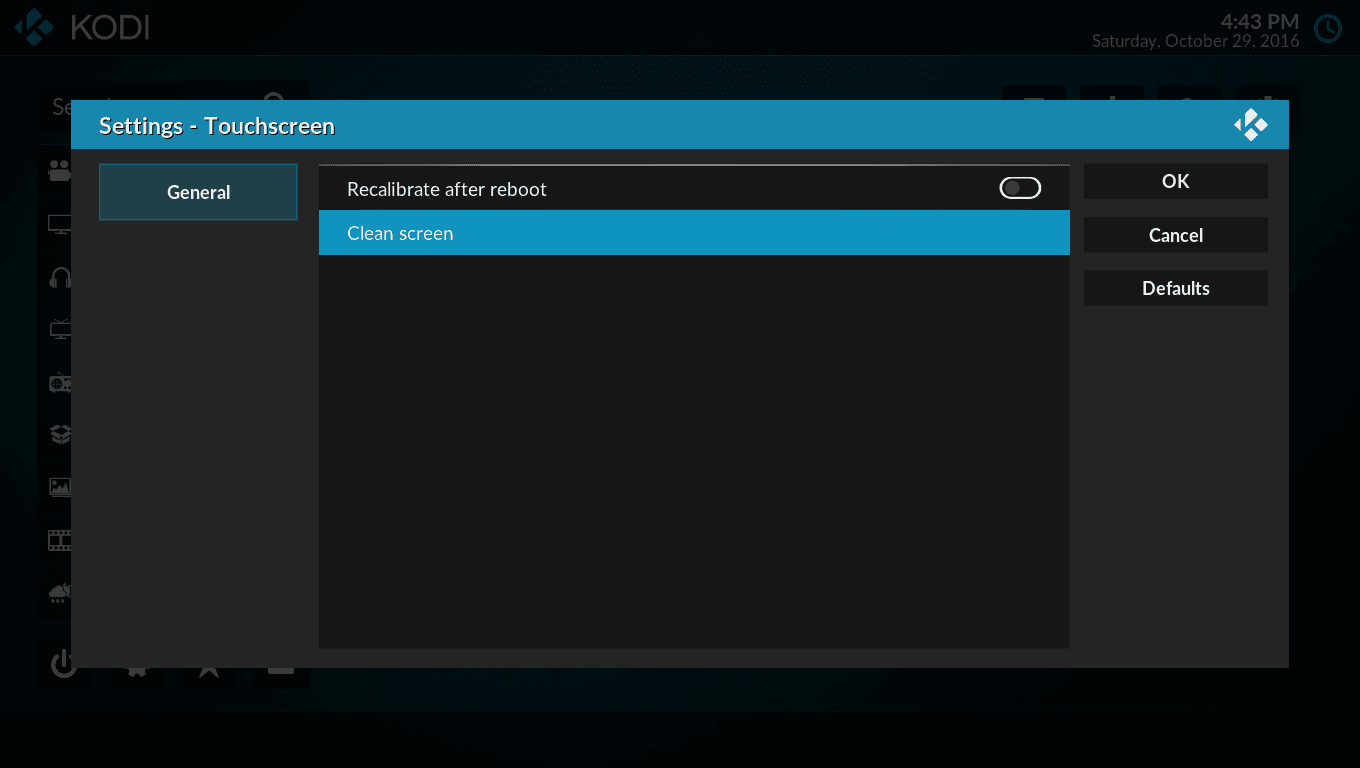 KODI
4:43 PM
Saturday, October 29, 2016
Settings - Touchscreen
General
Recalibrate after reboot
Clean screen
OK
Cancel
Defaults